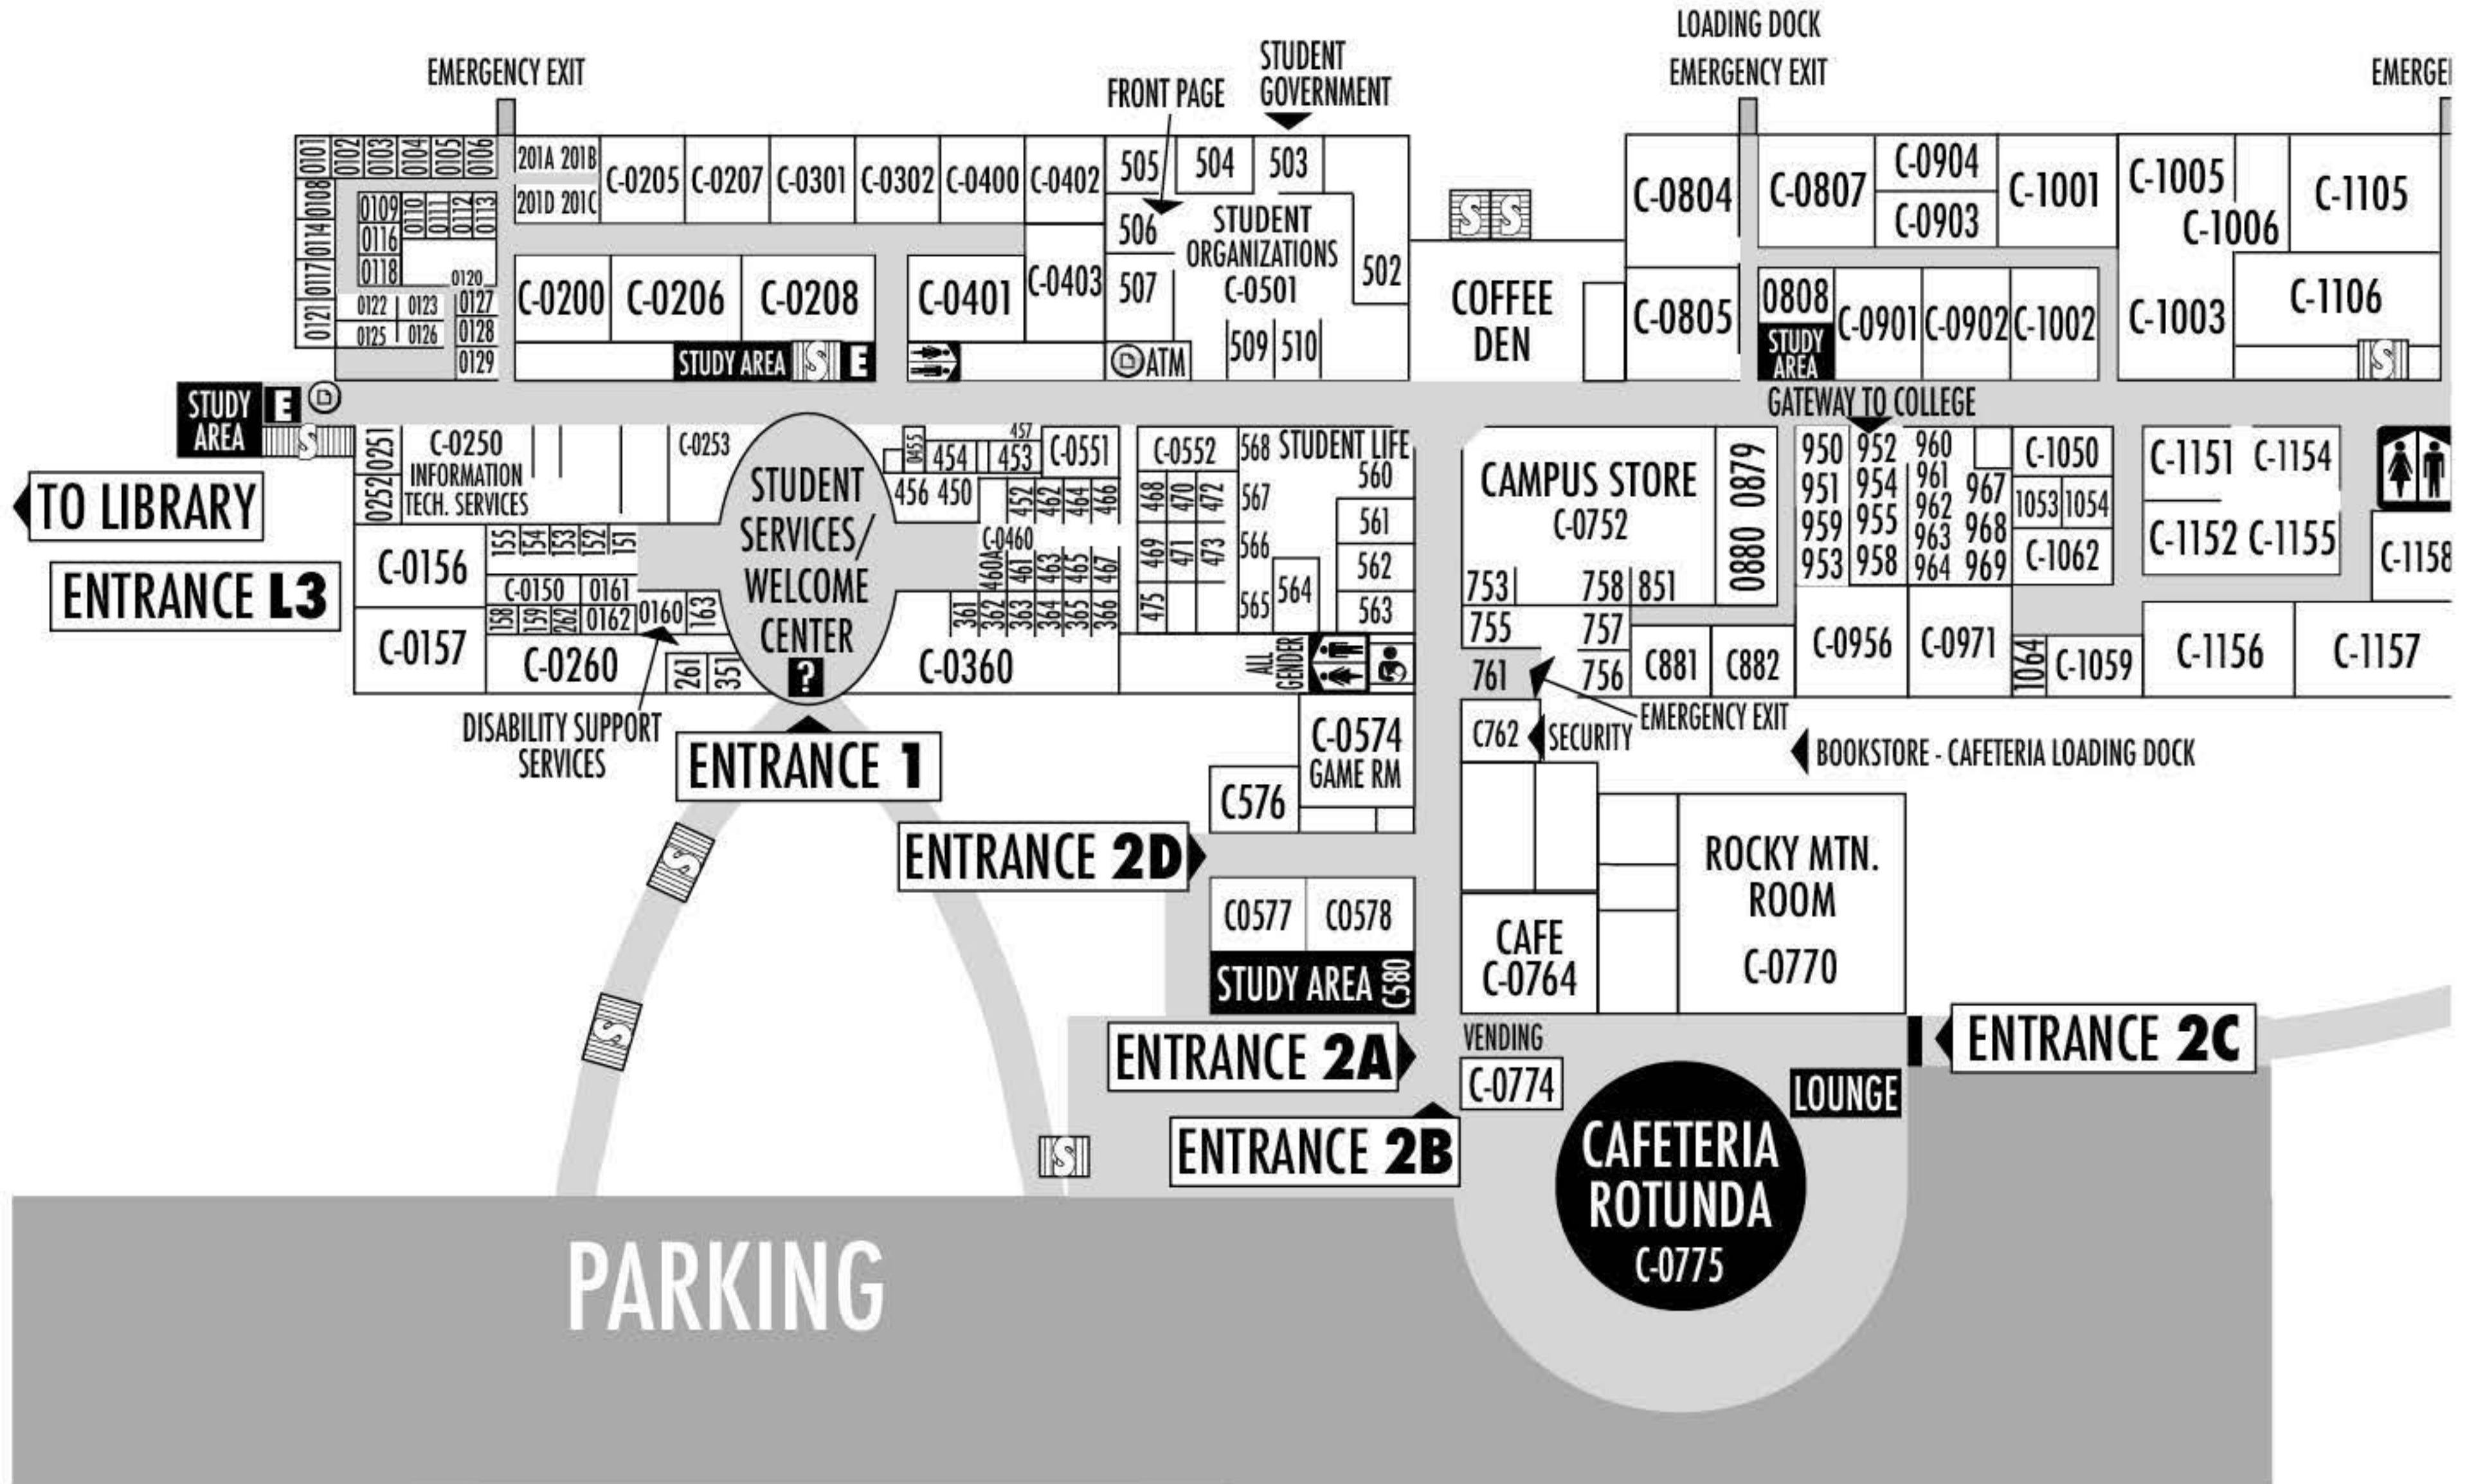 LOADING DOCK
EMERGENCY EXIT
EMERGENCY EXIT
EMERGE
FRONT PAGE
STUDENT
GOVERNMENT
0101
0102
0103
0104
0105
0106
0108
0114
0117
0121
0109
0110
0111
0112
0113
0116
0118
0120
0122
0123
0127
0125
0126
0128
0129
201A 201B
201D 201C
C-0205
C-0207
C-0301
C-0302
C-0400
C-0402
505
504
503
506
STUDENT
ORGANIZATIONS
C-0501
502
507
509
510
C-0200
C-0206
C-0208
C-0401
C-0403
STUDY AREA
S
E
D
ATM
S
S
COFFEE
DEN
C-0804
C-0805
C-0807
C-0904
C-0903
C-1001
C-1005
C-1006
C-1105
0808
STUDY
AREA
C-0901
C-0902
C-1002
C-1003
C-1106
S
GATEWAY TO COLLEGE
STUDY
AREA
E
D
S
TO LIBRARY
ENTRANCE L3
0251
0252
C-0250
INFORMATION
TECH. SERVICES
C-0253
STUDENT
SERVICES/
WELCOME
CENTER
?
C-0156
C-0157
155
154
153
152
151
C-0150
0161
158
159
262
0162
0160
163
C-0260
261
351
DISABILITY SUPPORT
SERVICES
ENTRANCE 1
0455
454
457
453
C-0551
456
450
452
462
464
466
C-0460
460A
461
463
465
467
361
362
363
364
365
366
C-0360
C-0552
468
470
472
469
471
473
475
568
STUDENT LIFE
560
567
561
566
562
564
565
563
ALL
GENDER
C-0574
GAME RM
C576
ENTRANCE 2D
C0577
C0578
STUDY AREA
C580
ENTRANCE 2A
ENTRANCE 2B
CAMPUS STORE
C-0752
753
758
851
0879
0880
755
757
761
756
C881
C882
C762
SECURITY
EMERGENCY EXIT
BOOKSTORE - CAFETERIA LOADING DOCK
950
952
960
951
954
961
967
959
955
962
968
963
953
958
964
969
C-1050
1053
1054
C-1062
C-0956
C-0971
1064
C-1059
C-1151
C-1154
C-1152
C-1155
C-1158
C-1156
C-1157
ROCKY MTN.
ROOM
C-0770
CAFE
C-0764
VENDING
C-0774
ENTRANCE 2C
LOUNGE
CAFETERIA
ROTUNDA
C-0775
S
S
S
PARKING